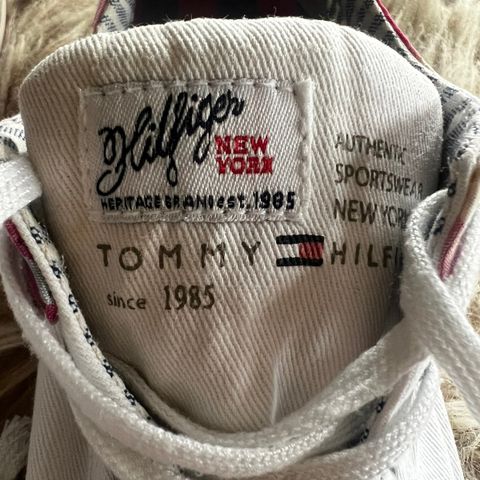 Hilfiger
NEW
YORK
HERITAGE BRAND est. 1985
AUTHENTIC
SPORTSWEAR
NEW YORK
TOMMY HILFI
since 1985